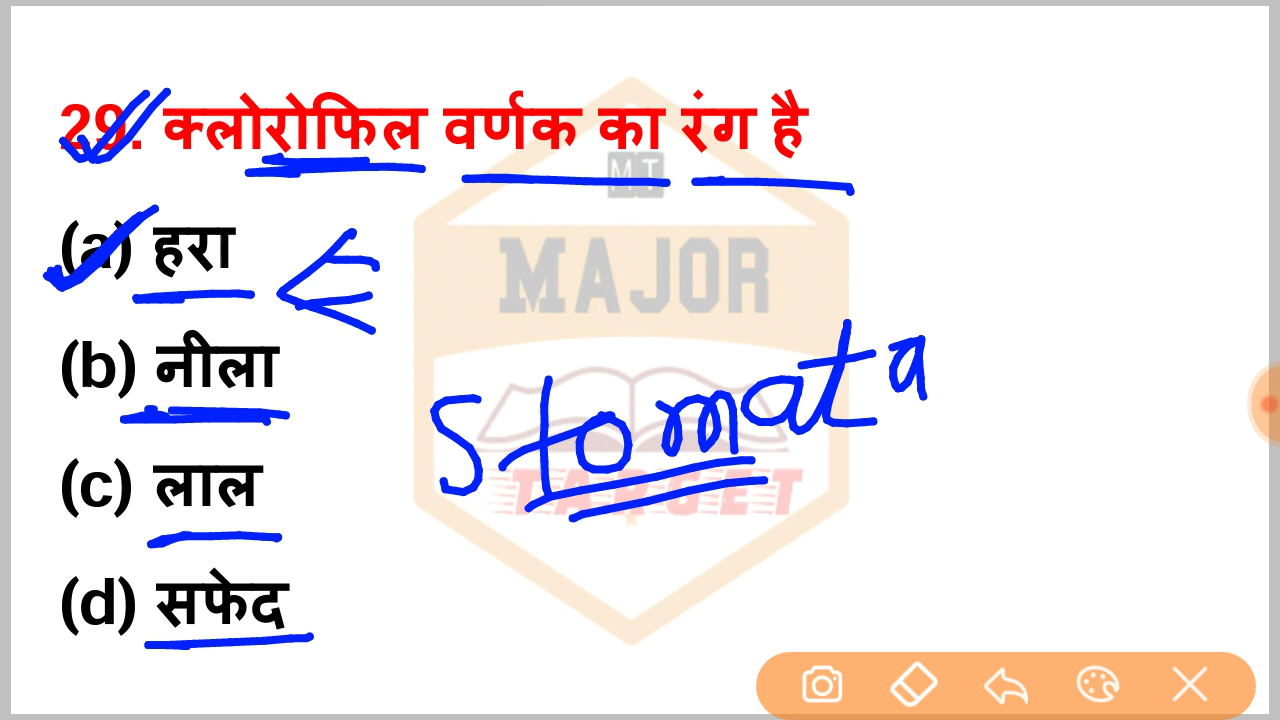 29. क्लोरोफिल वर्णक का रंग है
MT
(a) हरा
MAJOR
(b) नीला
Stomata
(c) लाल
TARGET
(d) सफेद